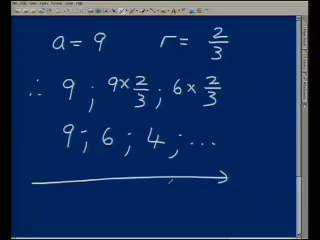 a = 9 r = 2/3
∴ 9 ; 9×2/3 ; 6×2/3
9 ; 6 ; 4 ; ...